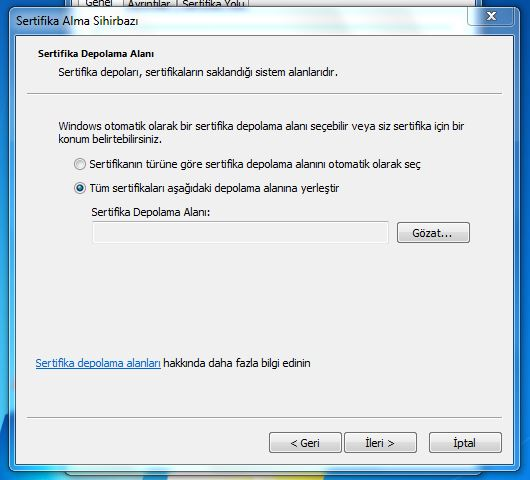 Genel Ayrıntılar Sertifika Yolu
Sertifika Alma Sihirbazı
Sertifika Depolama Alanı
Sertifika depoları, sertifikaların saklandığı sistem alanlarıdır.
Windows otomatik olarak bir sertifika depolama alanı seçebilir veya siz sertifika için bir
konum belirtebilirsiniz.
Sertifikanın türüne göre sertifika depolama alanını otomatik olarak seç
Tüm sertifikaları aşağıdaki depolama alanına yerleştir
Sertifika Depolama Alanı:
Gözat...
Sertifika depolama alanları hakkında daha fazla bilgi edinin
< Geri İleri > İptal